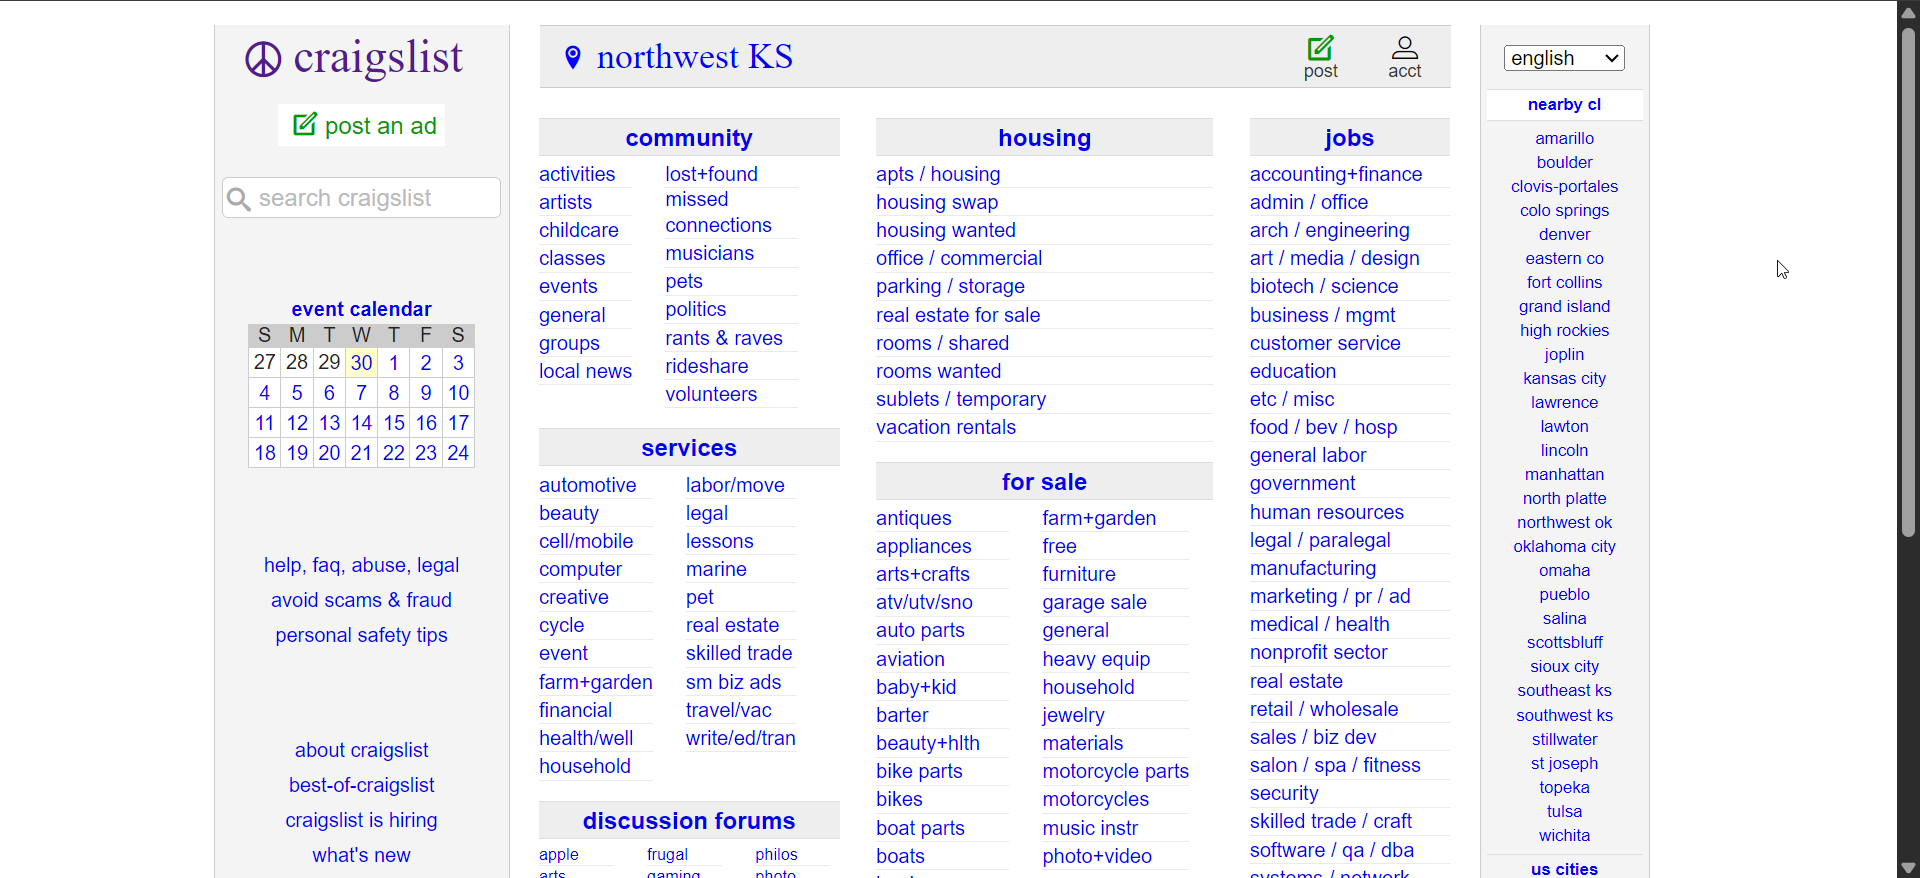 craigslist
post an ad
search craigslist
event calendar
S M T W T F S
27 28 29 30 1 2 3
4 5 6 7 8 9 10
11 12 13 14 15 16 17
18 19 20 21 22 23 24
help, faq, abuse, legal
avoid scams & fraud
personal safety tips
about craigslist
best-of-craigslist
craigslist is hiring
what's new
northwest KS
post
acct
community
activities
artists
childcare
classes
events
general
groups
local news
lost+found
missed
connections
musicians
pets
politics
rants & raves
rideshare
volunteers
services
automotive
beauty
cell/mobile
computer
creative
cycle
event
farm+garden
financial
health/well
household
labor/move
legal
lessons
marine
pet
real estate
skilled trade
sm biz ads
travel/vac
write/ed/tran
discussion forums
apple
arts
frugal
gaming
philos
photo
housing
apts / housing
housing swap
housing wanted
office / commercial
parking / storage
real estate for sale
rooms / shared
rooms wanted
sublets / temporary
vacation rentals
for sale
antiques
appliances
arts+crafts
atv/utv/sno
auto parts
aviation
baby+kid
barter
beauty+hlth
bike parts
bikes
boat parts
boats
farm+garden
free
furniture
garage sale
general
heavy equip
household
jewelry
materials
motorcycle parts
motorcycles
music instr
photo+video
jobs
accounting+finance
admin / office
arch / engineering
art / media / design
biotech / science
business / mgmt
customer service
education
etc / misc
food / bev / hosp
general labor
government
human resources
legal / paralegal
manufacturing
marketing / pr / ad
medical / health
nonprofit sector
real estate
retail / wholesale
sales / biz dev
salon / spa / fitness
security
skilled trade / craft
software / qa / dba
systems / network
english
nearby cl
amarillo
boulder
clovis-portales
colo springs
denver
eastern co
fort collins
grand island
high rockies
joplin
kansas city
lawrence
lawton
lincoln
manhattan
north platte
northwest ok
oklahoma city
omaha
pueblo
salina
scottsbluff
sioux city
southeast ks
southwest ks
stillwater
st joseph
topeka
tulsa
wichita
us cities